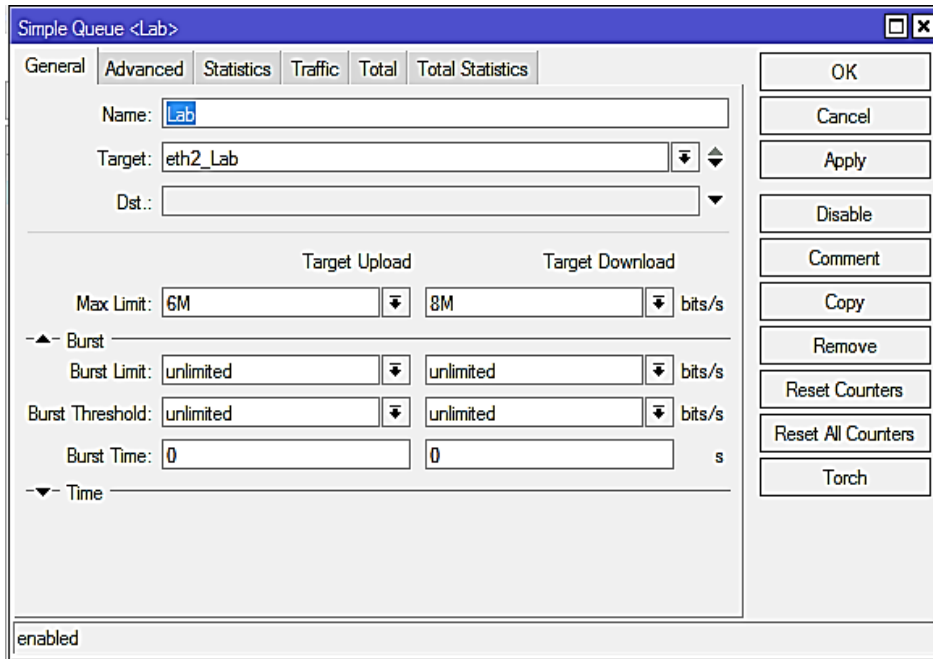 Simple Queue <Lab>
General Advanced Statistics Traffic Total Total Statistics
Name: Lab
Target: eth2_Lab
Dst.:
Target Upload Target Download
Max Limit: 6M 8M bits/s
Burst
Burst Limit: unlimited unlimited bits/s
Burst Threshold: unlimited unlimited bits/s
Burst Time: 0 0 s
Time
OK
Cancel
Apply
Disable
Comment
Copy
Remove
Reset Counters
Reset All Counters
Torch
enabled